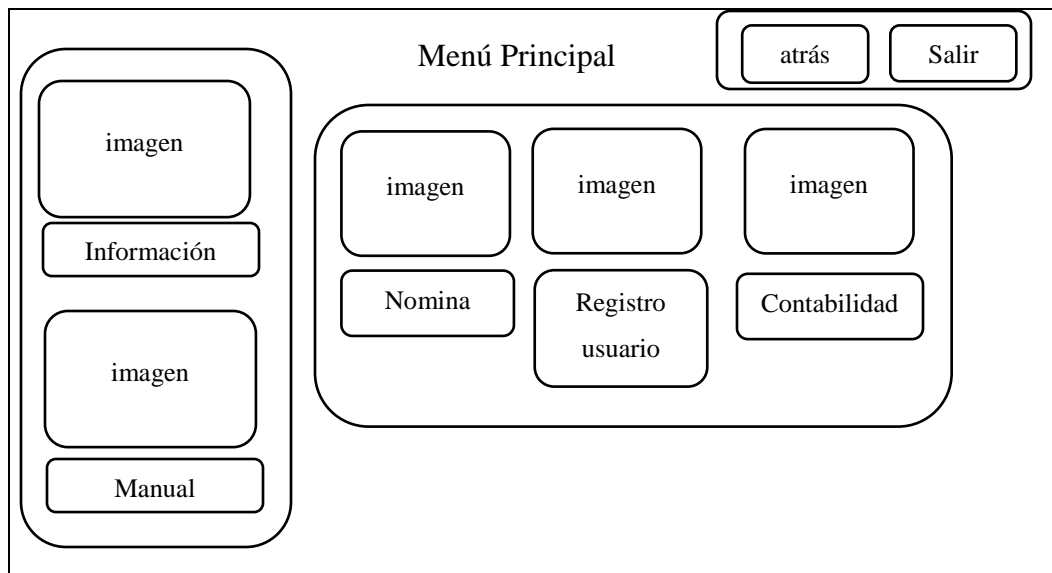 Menú Principal
atrás
Salir
imagen
Información
imagen
Manual
imagen
imagen
imagen
Nomina
Registro
usuario
Contabilidad